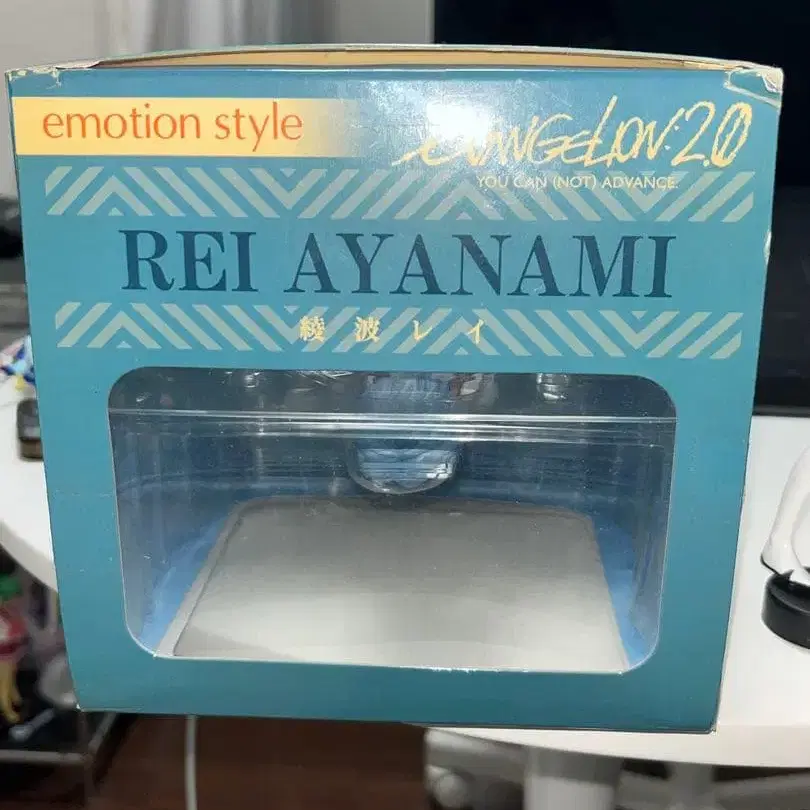 emotion style
EVANGELION:2.0
YOU CAN (NOT) ADVANCE.
REI AYANAMI
綾波レイ